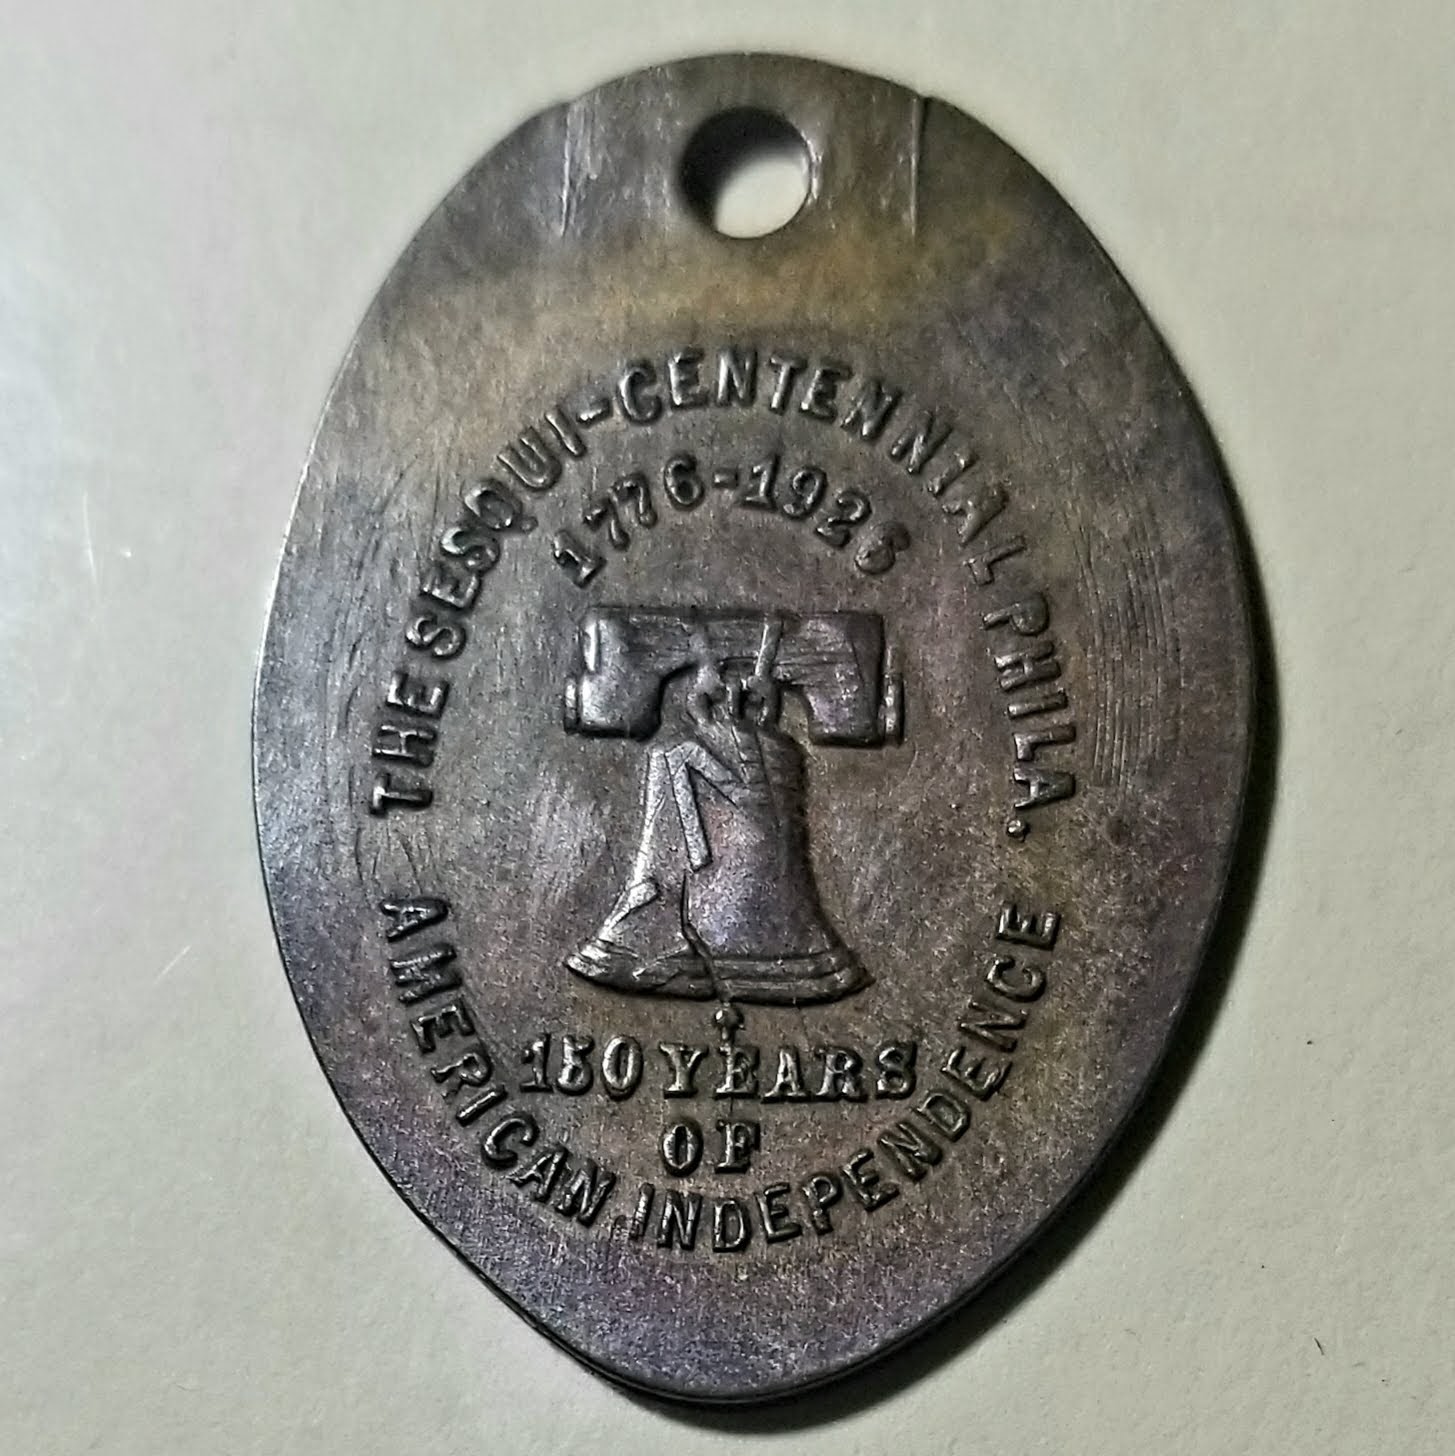 THE SESQUI-CENTENNIAL PHILA.
1776-1926
150 YEARS
OF
AMERICAN INDEPENDENCE